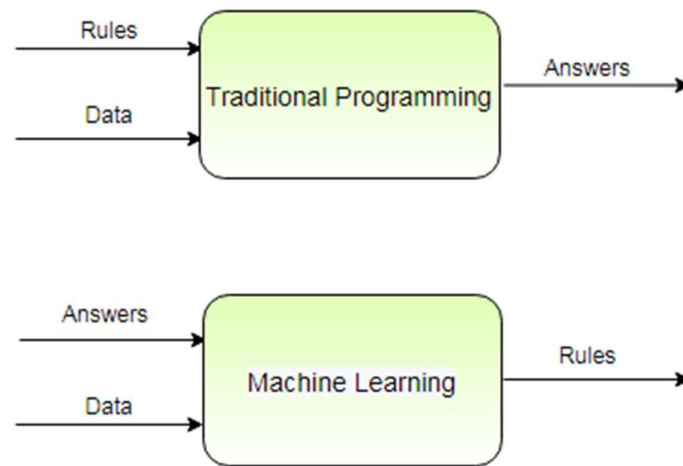 Rules
Data
Traditional Programming
Answers
Answers
Data
Machine Learning
Rules